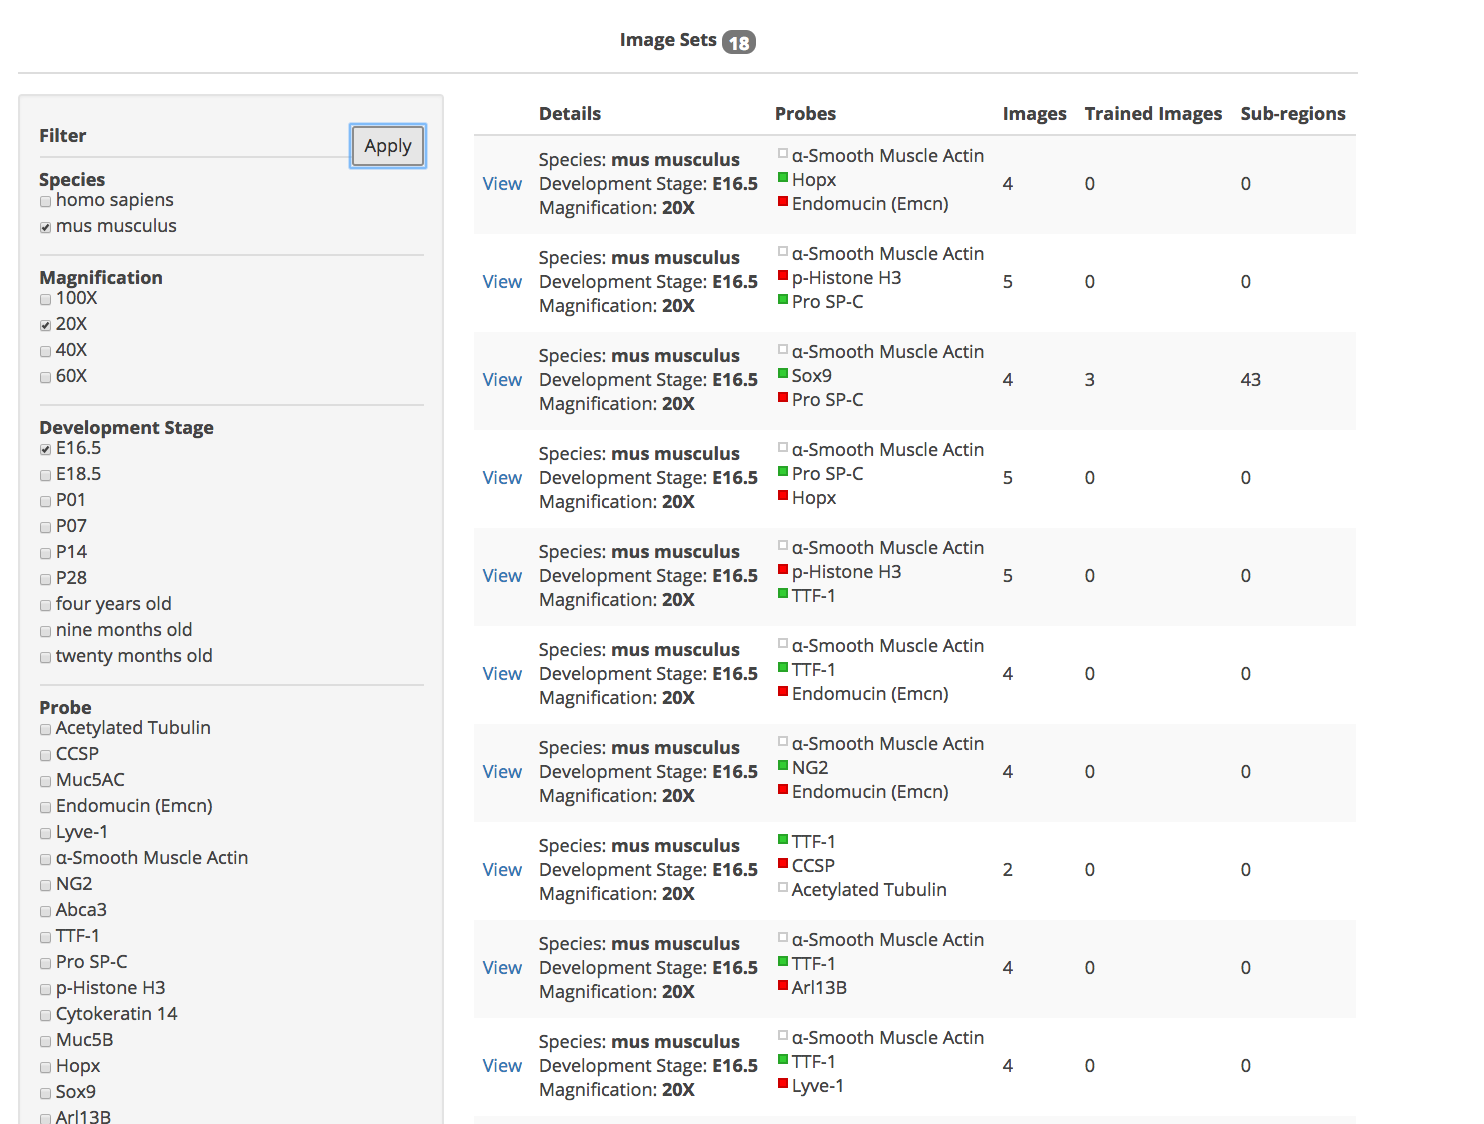 Image Sets 18
Filter
Apply
Species
homo sapiens
mus musculus
Magnification
100X
20X
40X
60X
Development Stage
E16.5
E18.5
P01
P07
P14
P28
four years old
nine months old
twenty months old
Probe
Acetylated Tubulin
CCSP
Muc5AC
Endomucin (Emcn)
Lyve-1
α-Smooth Muscle Actin
NG2
Abca3
TTF-1
Pro SP-C
p-Histone H3
Cytokeratin 14
Muc5B
Hopx
Sox9
Arl13B
Details Probes Images Trained Images Sub-regions
View
Species: mus musculus
Development Stage: E16.5
Magnification: 20X
α-Smooth Muscle Actin
Hopx
Endomucin (Emcn)
4 0 0
View
Species: mus musculus
Development Stage: E16.5
Magnification: 20X
α-Smooth Muscle Actin
p-Histone H3
Pro SP-C
5 0 0
View
Species: mus musculus
Development Stage: E16.5
Magnification: 20X
α-Smooth Muscle Actin
Sox9
Pro SP-C
4 3 43
View
Species: mus musculus
Development Stage: E16.5
Magnification: 20X
α-Smooth Muscle Actin
Pro SP-C
Hopx
5 0 0
View
Species: mus musculus
Development Stage: E16.5
Magnification: 20X
α-Smooth Muscle Actin
p-Histone H3
TTF-1
5 0 0
View
Species: mus musculus
Development Stage: E16.5
Magnification: 20X
α-Smooth Muscle Actin
TTF-1
Endomucin (Emcn)
4 0 0
View
Species: mus musculus
Development Stage: E16.5
Magnification: 20X
α-Smooth Muscle Actin
NG2
Endomucin (Emcn)
4 0 0
View
Species: mus musculus
Development Stage: E16.5
Magnification: 20X
TTF-1
CCSP
Acetylated Tubulin
2 0 0
View
Species: mus musculus
Development Stage: E16.5
Magnification: 20X
α-Smooth Muscle Actin
TTF-1
Arl13B
4 0 0
View
Species: mus musculus
Development Stage: E16.5
Magnification: 20X
α-Smooth Muscle Actin
TTF-1
Lyve-1
4 0 0